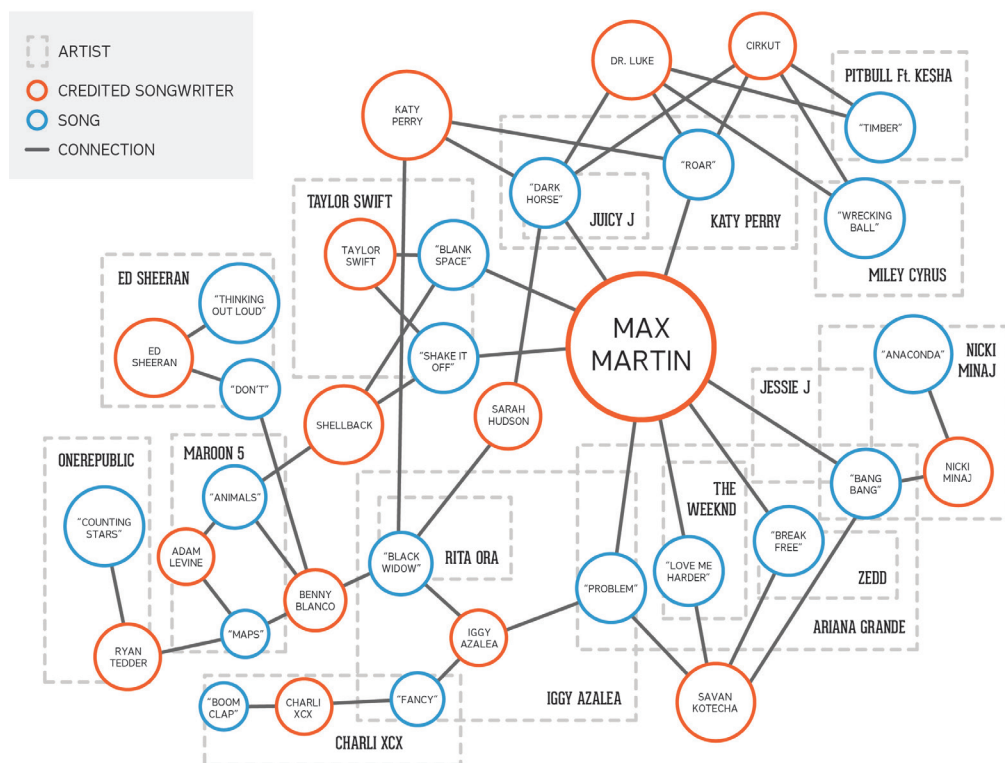 ARTIST
CREDITED SONGWRITER
SONG
CONNECTION
KATY
PERRY
DR. LUKE
CIRKUT
PITBULL Ft. KE$HA
"TIMBER"
"ROAR"
"DARK
HORSE"
JUICY J
KATY PERRY
"WRECKING
BALL"
MILEY CYRUS
TAYLOR SWIFT
TAYLOR
SWIFT
"BLANK
SPACE"
"SHAKE IT
OFF"
ED SHEERAN
"THINKING
OUT LOUD"
ED
SHEERAN
"DON'T"
MAX
MARTIN
SHELLBACK
SARAH
HUDSON
"ANACONDA"
NICKI
MINAJ
JESSIE J
NICKI
MINAJ
"BANG
BANG"
ONEREPUBLIC
"COUNTING
STARS"
MAROON 5
"ANIMALS"
ADAM
LEVINE
"MAPS"
RYAN
TEDDER
BENNY
BLANCO
"BLACK
WIDOW"
RITA ORA
THE
WEEKND
"LOVE ME
HARDER"
"BREAK
FREE"
ZEDD
"PROBLEM"
ARIANA GRANDE
IGGY
AZALEA
IGGY AZALEA
SAVAN
KOTECHA
"BOOM
CLAP"
CHARLI
XCX
"FANCY"
CHARLI XCX